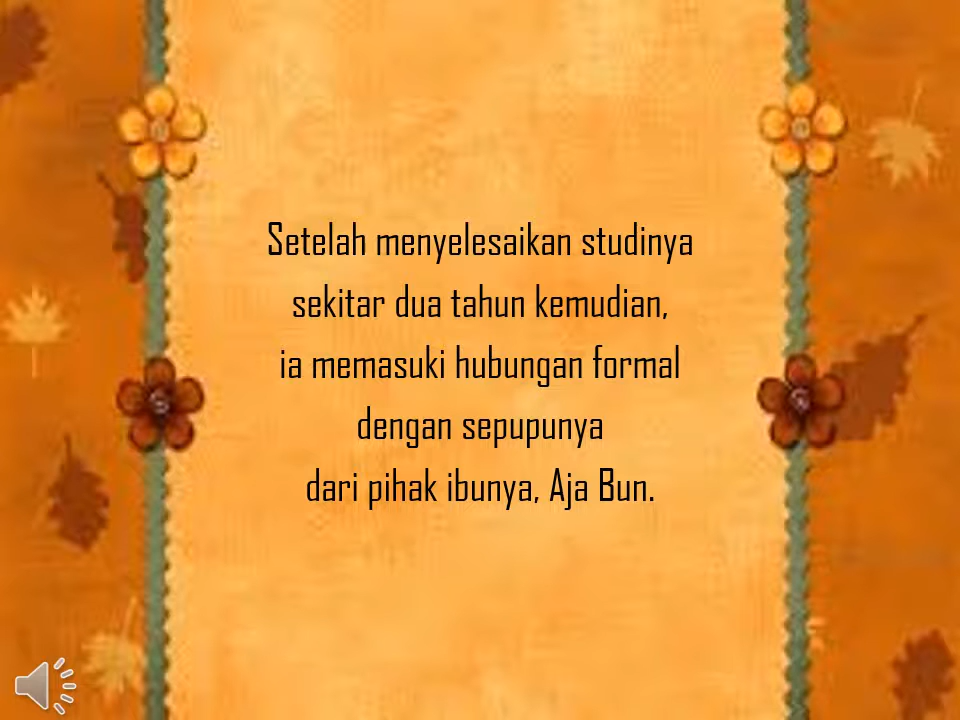 Setelah menyelesaikan studinya
sekitar dua tahun kemudian,
ia memasuki hubungan formal
dengan sepupunya
dari pihak ibunya, Aja Bun.